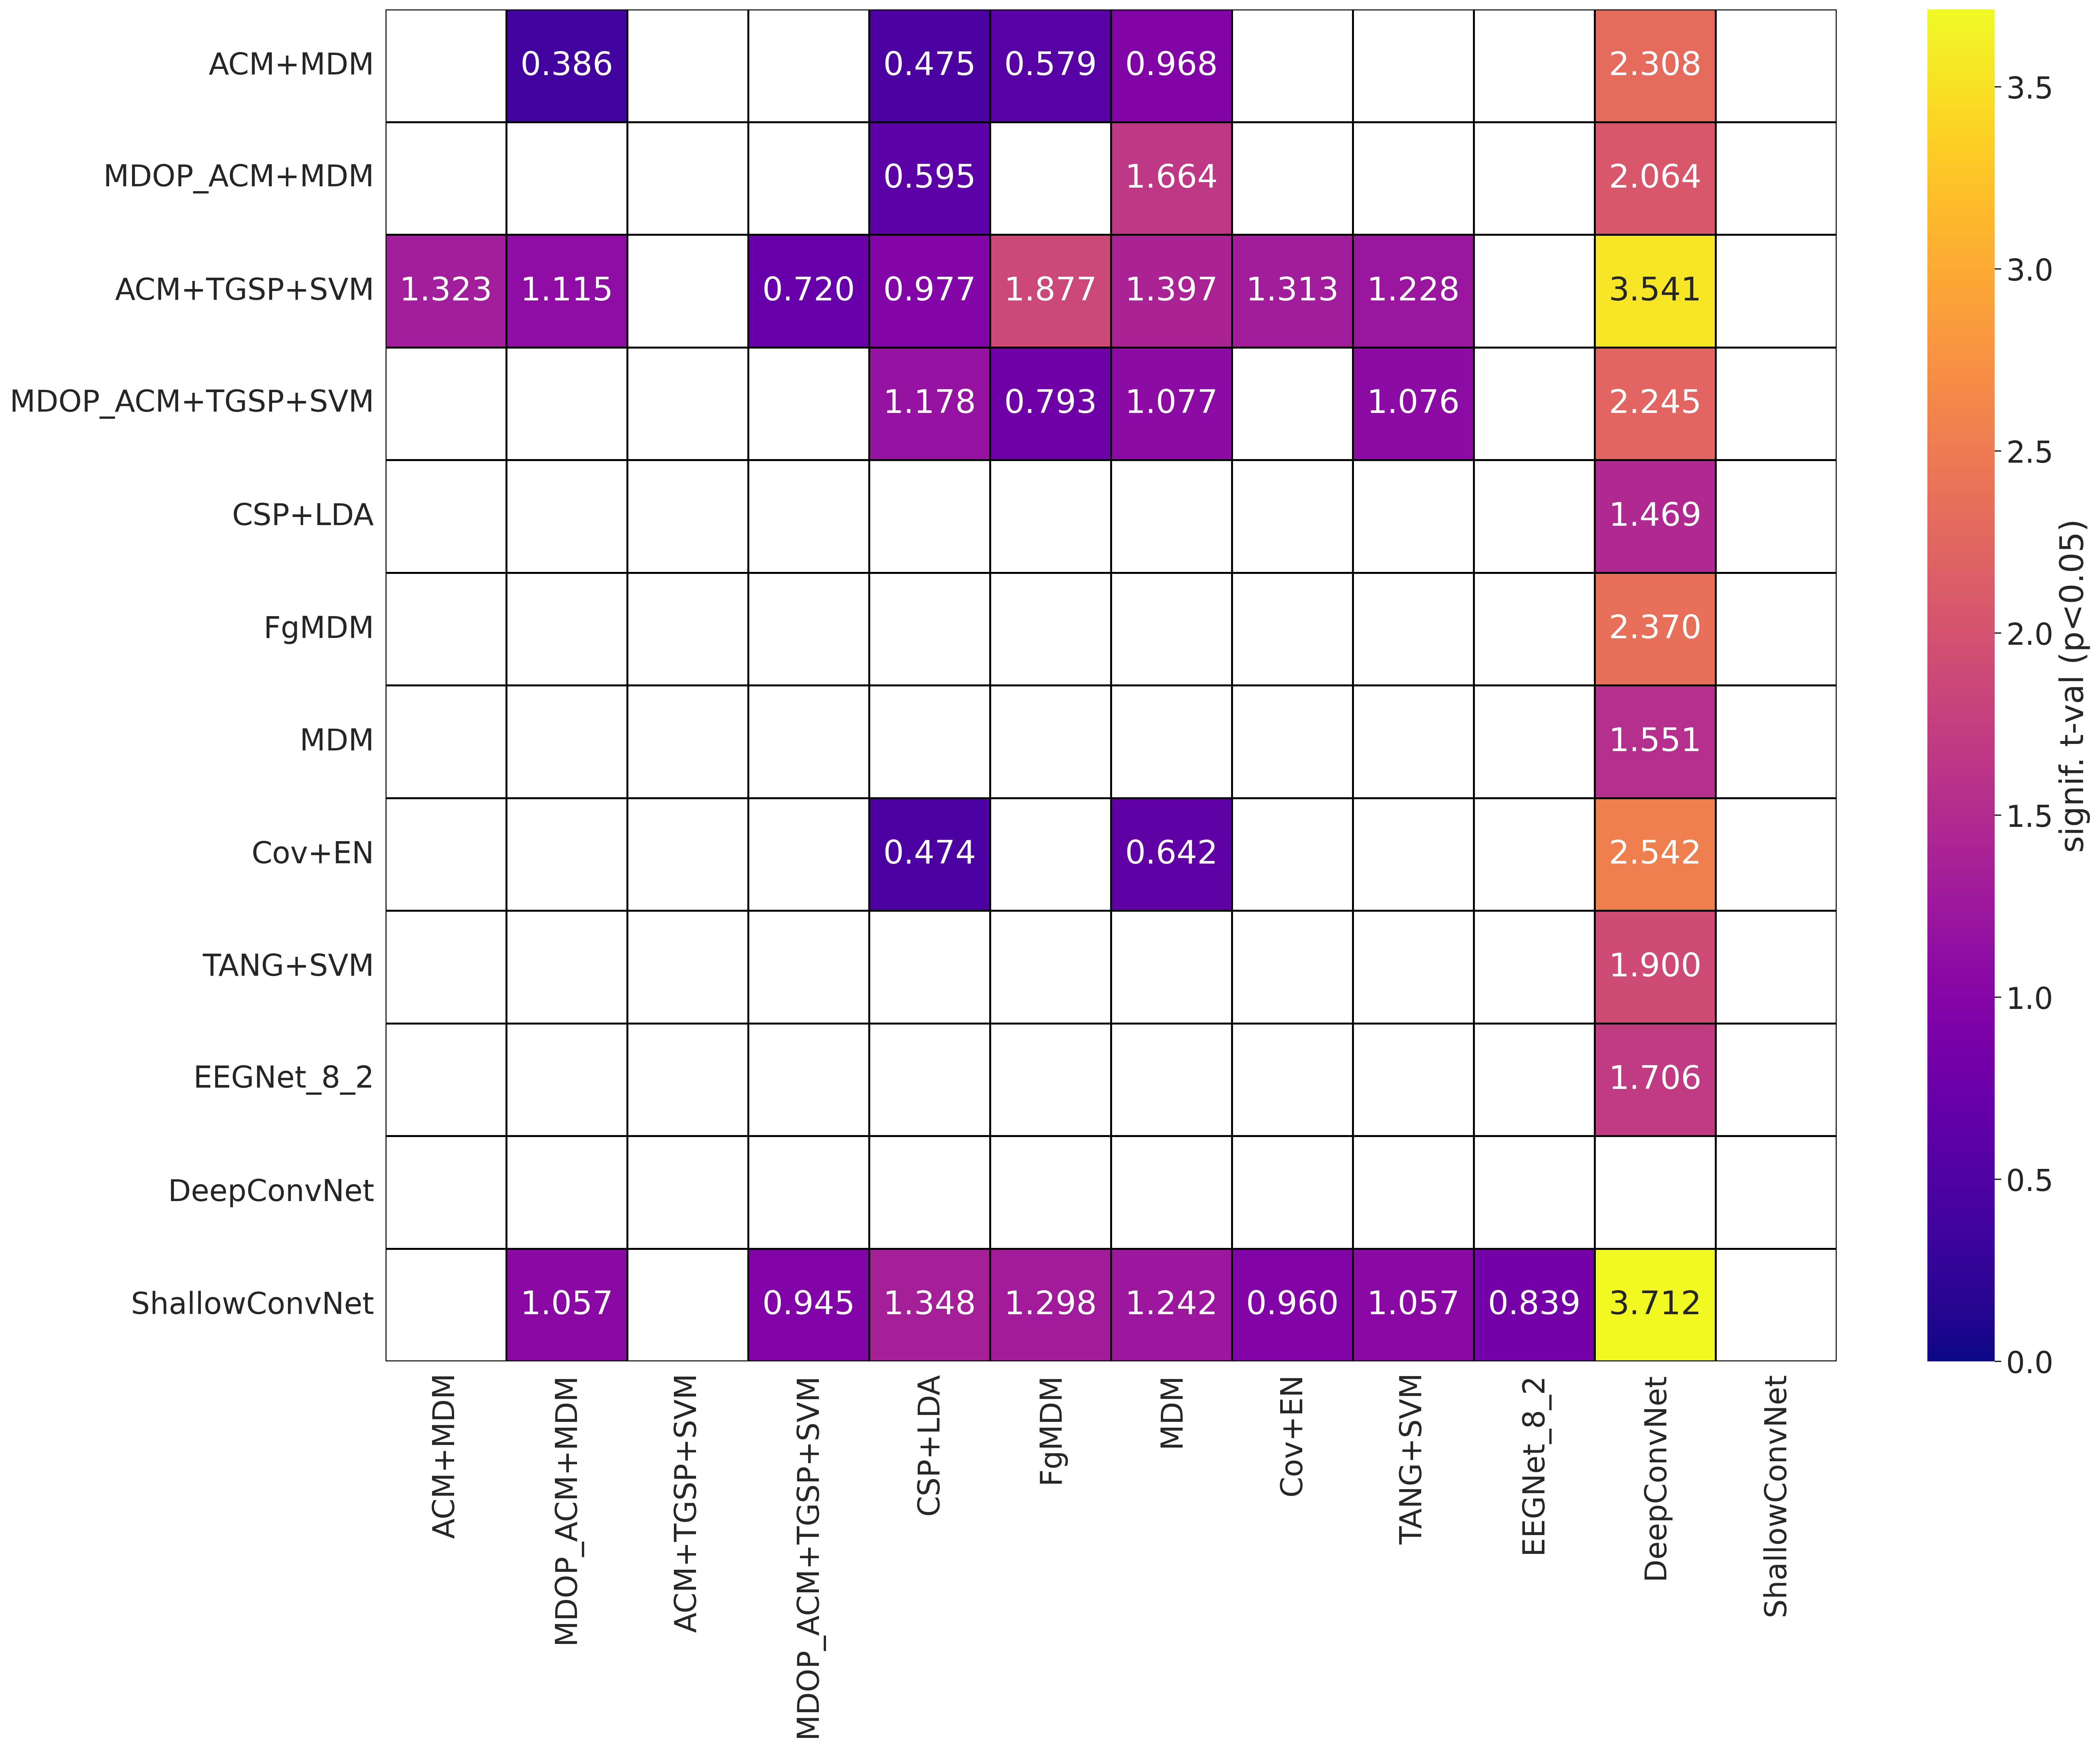 ACM+MDM 0.386 0.475 0.579 0.968 2.308
MDOP_ACM+MDM 0.595 1.664 2.064
ACM+TGSP+SVM 1.323 1.115 0.720 0.977 1.877 1.397 1.313 1.228 3.541
MDOP_ACM+TGSP+SVM 1.178 0.793 1.077 1.076 2.245
CSP+LDA 1.469
FgMDM 2.370
MDM 1.551
Cov+EN 0.474 0.642 2.542
TANG+SVM 1.900
EEGNet_8_2 1.706
DeepConvNet
ShallowConvNet 1.057 0.945 1.348 1.298 1.242 0.960 1.057 0.839 3.712
ACM+MDM
MDOP_ACM+MDM
ACM+TGSP+SVM
MDOP_ACM+TGSP+SVM
CSP+LDA
FgMDM
MDM
Cov+EN
TANG+SVM
EEGNet_8_2
DeepConvNet
ShallowConvNet
3.5
3.0
2.5
2.0
1.5
1.0
0.5
0.0
signif. t-val (p<0.05)